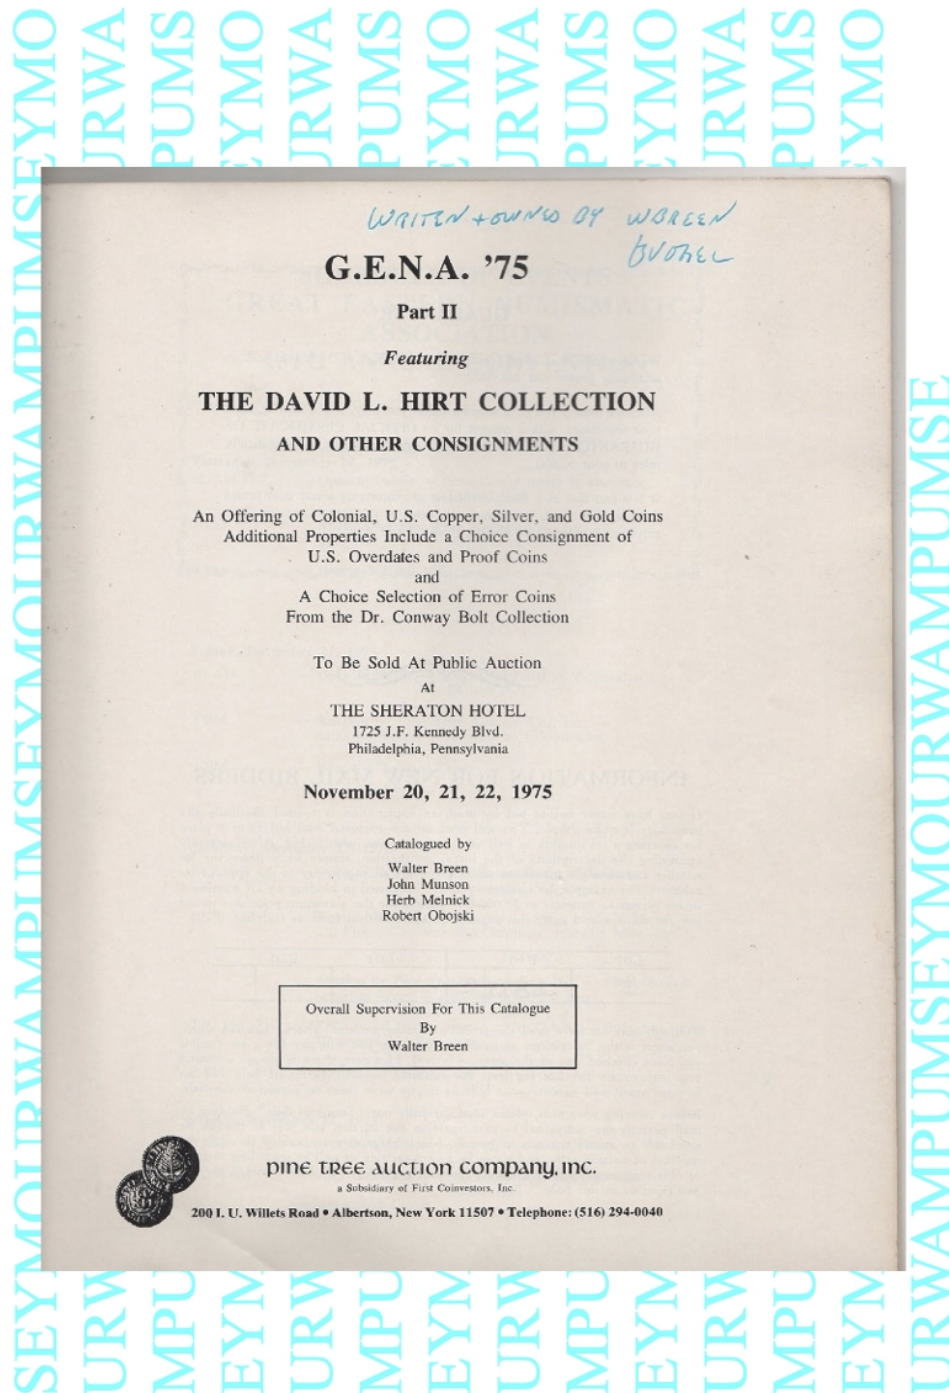 WRITEN + OWNED BY WBREEN
G.E.N.A. '75
Part II
Featuring
THE DAVID L. HIRT COLLECTION
AND OTHER CONSIGNMENTS
An Offering of Colonial, U.S. Copper, Silver, and Gold Coins
Additional Properties Include a Choice Consignment of
U.S. Overdates and Proof Coins
and
A Choice Selection of Error Coins
From the Dr. Conway Bolt Collection
To Be Sold At Public Auction
At
THE SHERATON HOTEL
1725 J.F. Kennedy Blvd.
Philadelphia, Pennsylvania
November 20, 21, 22, 1975
Catalogued by
Walter Breen
John Munson
Herb Melnick
Robert Obojski
Overall Supervision For This Catalogue
By
Walter Breen
pine tree auction company, inc.
a Subsidiary of First Coinvestors, Inc.
200 I. U. Willets Road • Albertson, New York 11507 • Telephone: (516) 294-0040